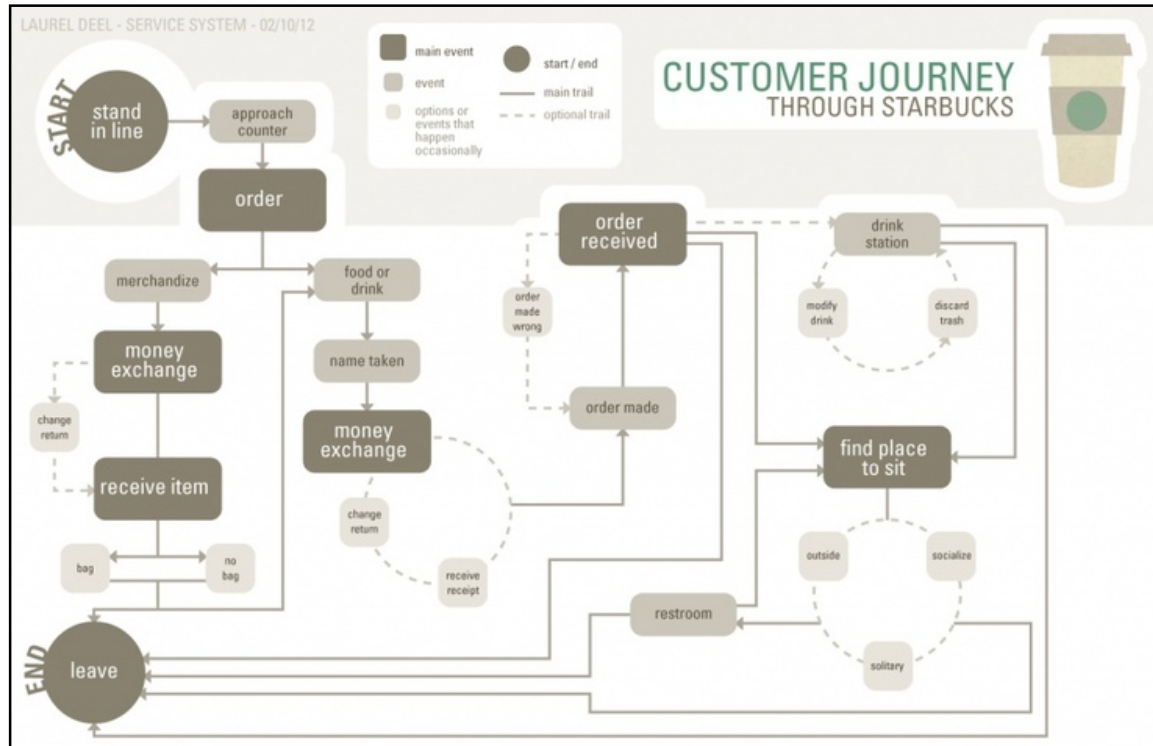 LAUREL DEEL - SERVICE SYSTEM - 02/10/12
START
stand
in line
approach
counter
order
main event
event
options or
events that
happen
occasionally
start / end
main trail
optional trail
CUSTOMER JOURNEY
THROUGH STARBUCKS
merchandize
money
exchange
change
return
receive item
bag
no
bag
food or
drink
name taken
money
exchange
change
return
receive
receipt
order
received
order
made
wrong
order made
drink
station
modify
drink
discard
trash
find place
to sit
outside
socialize
solitary
restroom
END
leave